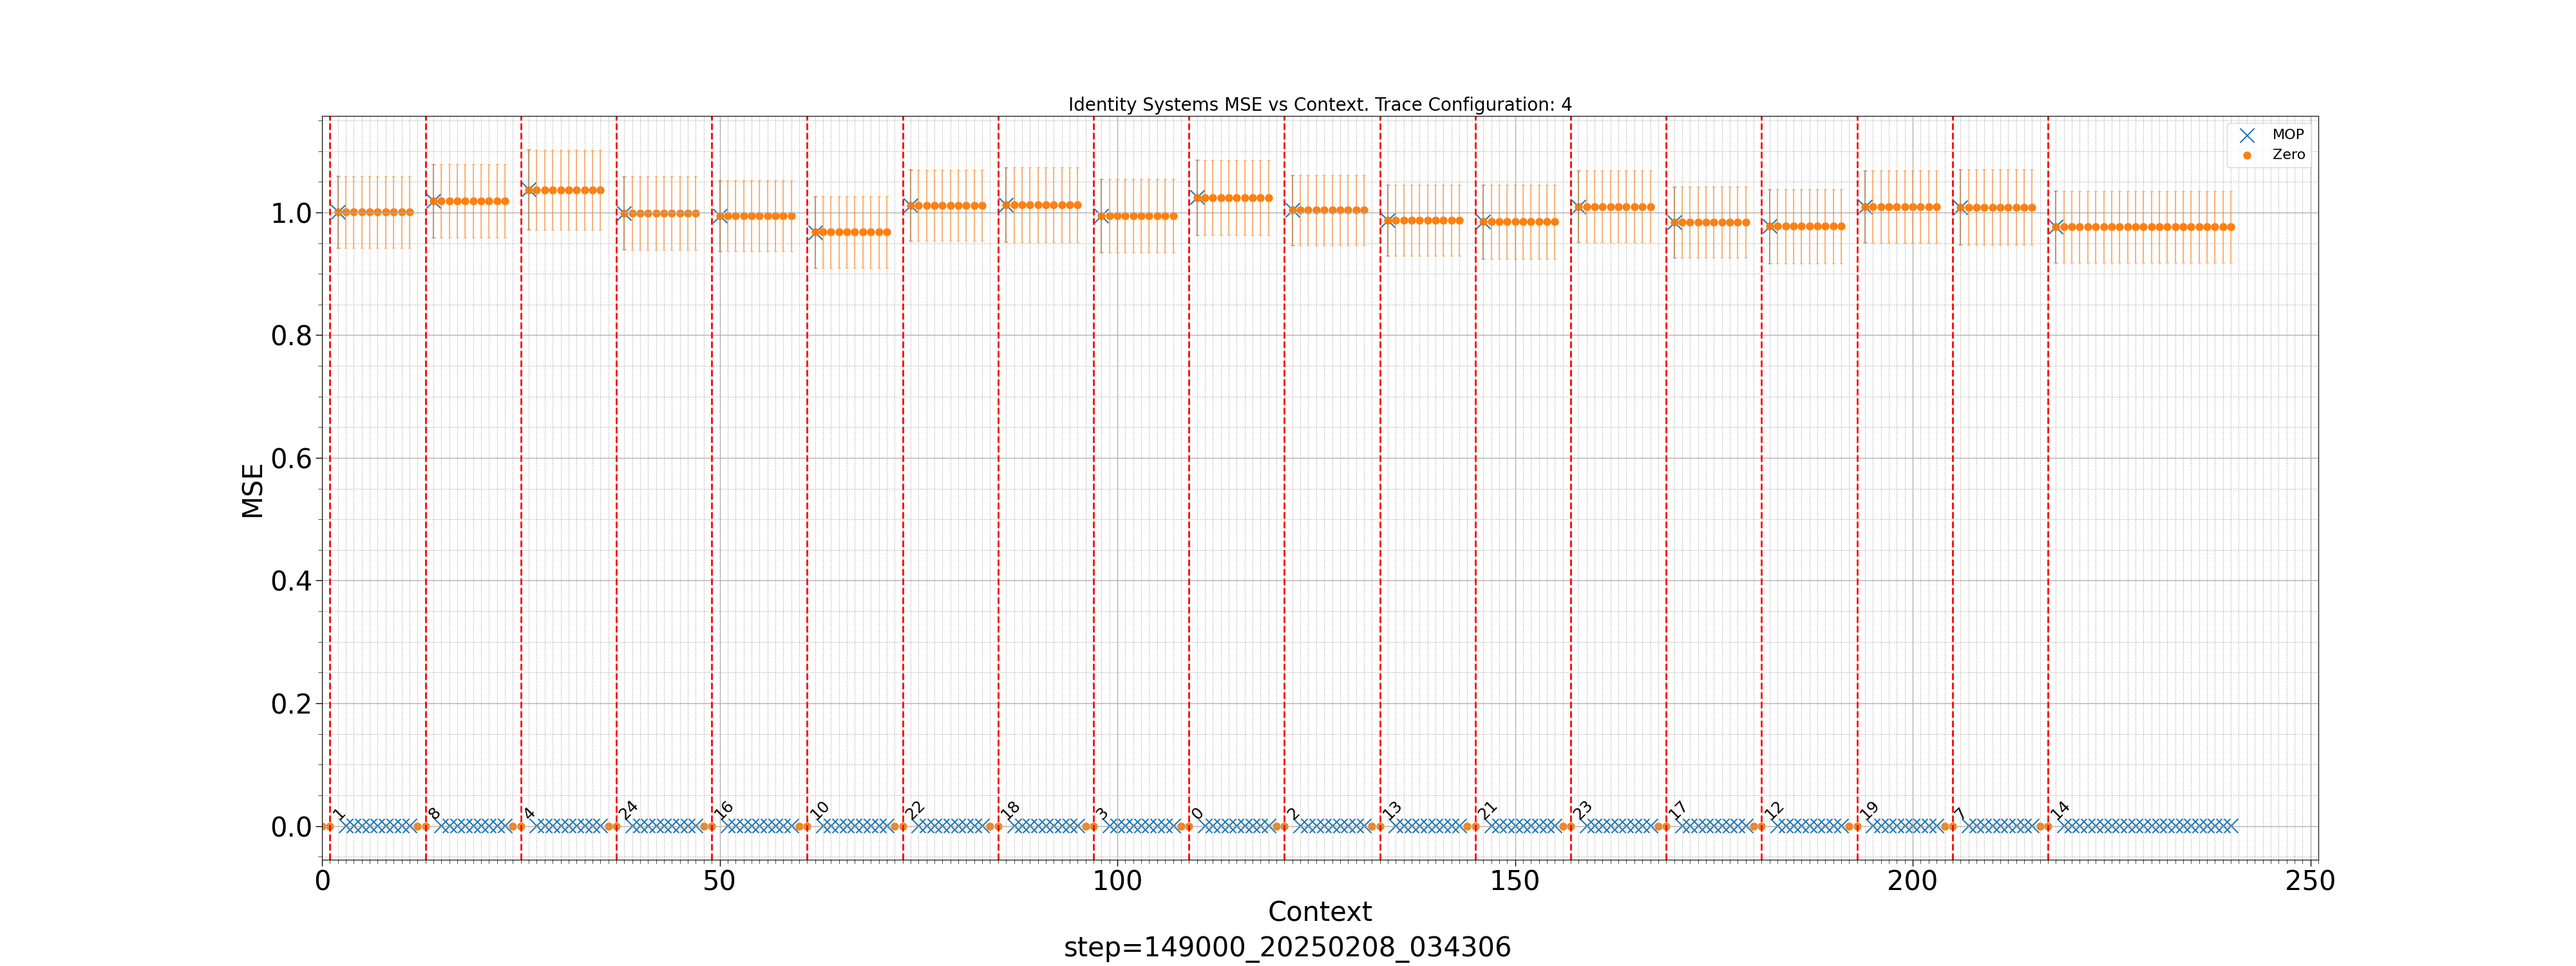 Identity Systems MSE vs Context. Trace Configuration: 4
MOP
Zero
1.0
0.8
0.6
0.4
0.2
0.0
MSE
1 8 4 24 16 10 22 18 3 0 2 13 21 23 17 12 19 7 14
0 50 100 150 200 250
Context
step=149000_20250208_034306